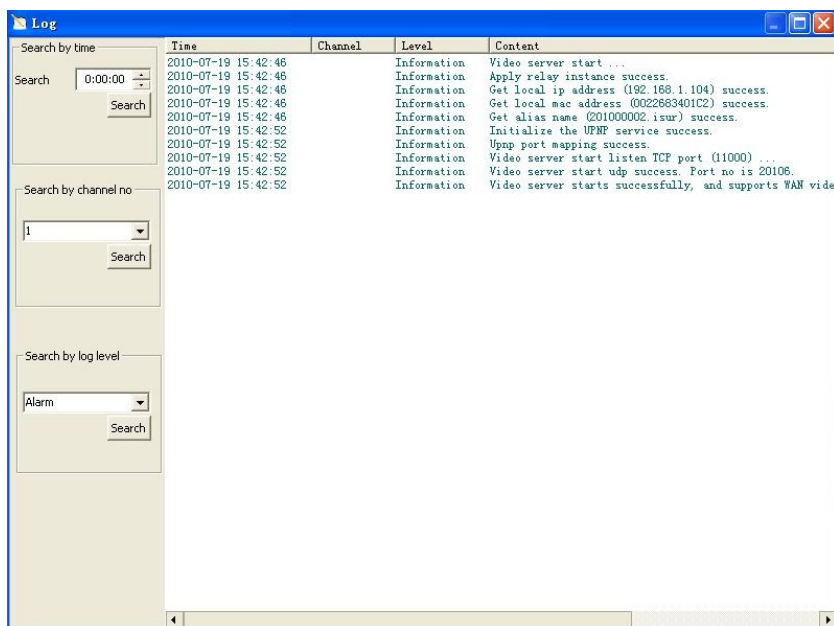 Log
Search by time
Search 0:00:00
Search
Search by channel no
1
Search
Search by log level
Alarm
Search
Time Channel Level Content
2010-07-19 15:42:46 Information Video server start ...
2010-07-19 15:42:46 Information Apply relay instance success.
2010-07-19 15:42:46 Information Get local ip address (192.168.1.104) success.
2010-07-19 15:42:46 Information Get local mac address (0022683401C2) success.
2010-07-19 15:42:46 Information Get alias name (201000002.isur) success.
2010-07-19 15:42:52 Information Initialize the UPNP service success.
2010-07-19 15:42:52 Information Upnp port mapping success.
2010-07-19 15:42:52 Information Video server start listen TCP port (11000) ...
2010-07-19 15:42:52 Information Video server start udp success. Port no is 20106.
2010-07-19 15:42:52 Information Video server starts successfully, and supports WAN vide